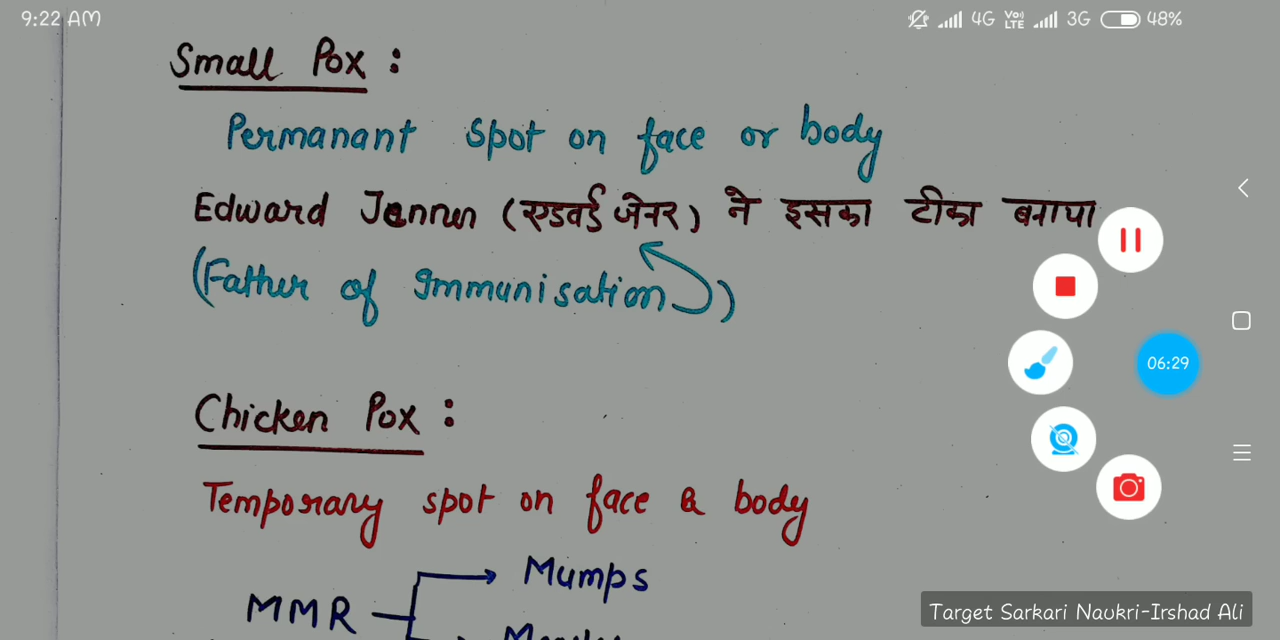 9:22 AM 4G Vo)) LTE 3G 48%
Small Pox :
Permanant spot on face or body
Edward Jenner (एडवर्ड जेनर) ने इसका टीका बनाया
(Father of Immunisation)
06:29
Chicken Pox :
Temporary spot on face & body
Mumps
MMR
Target Sarkari Naukri-Irshad Ali